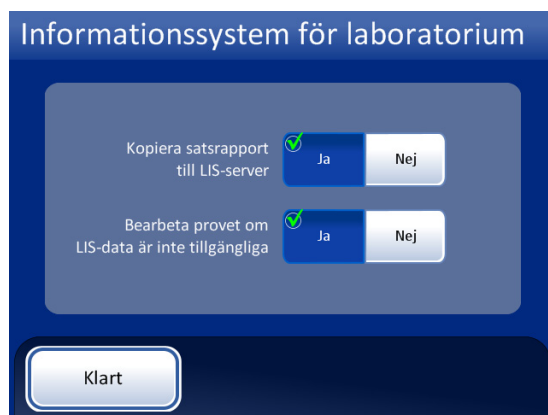 Informationssystem för laboratorium
Kopiera satsrapport
till LIS-server
Ja
Nej
Bearbeta provet om
LIS-data är inte tillgängliga
Ja
Nej
Klart